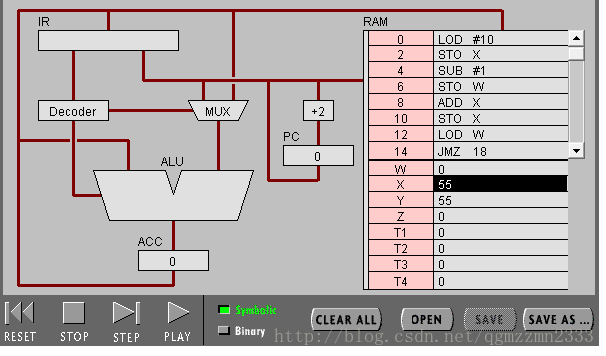 IR
RAM
0 LOD #10
2 STO X
4 SUB #1
6 STO W
8 ADD X
10 STO X
12 LOD W
14 JMZ 18
Decoder
MUX
+2
PC
0
ALU
W 0
X 55
Y 55
Z 0
T1 0
T2 0
T3 0
T4 0
ACC
0
RESET
STOP
STEP
PLAY
Symbolic
Binary
CLEAR ALL
OPEN
SAVE
SAVE AS ...
http://blog.csdn.net/qgmzzmn2333